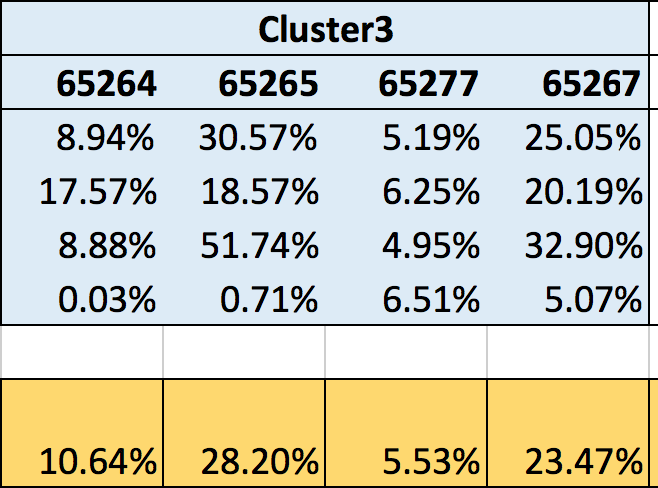 Cluster3
65264 65265 65277 65267
8.94% 30.57% 5.19% 25.05%
17.57% 18.57% 6.25% 20.19%
8.88% 51.74% 4.95% 32.90%
0.03% 0.71% 6.51% 5.07%
10.64% 28.20% 5.53% 23.47%